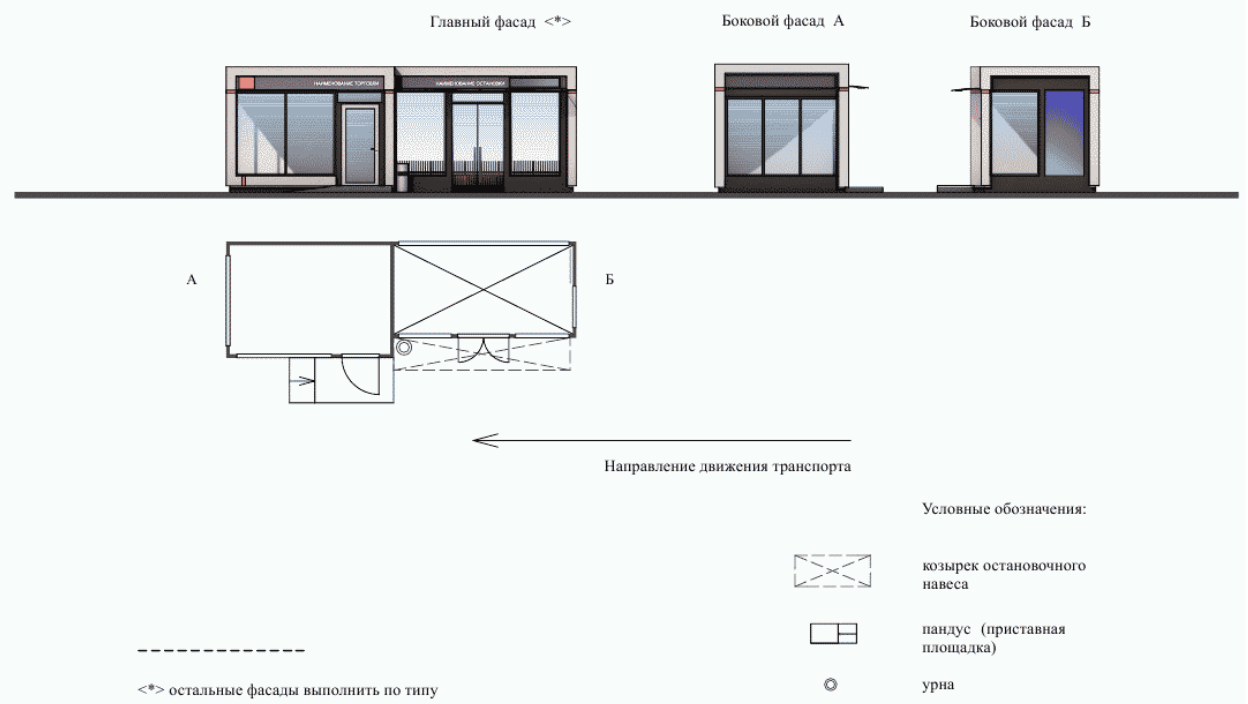 Главный фасад <*>
Боковой фасад А
Боковой фасад Б
НАИМЕНОВАНИЕ ТОРГОВЛИ
НАИМЕНОВАНИЕ ОСТАНОВКИ
А
Б
Направление движения транспорта
Условные обозначения:
козырек остановочного
навеса
пандус (приставная
площадка)
урна
<*> остальные фасады выполнить по типу